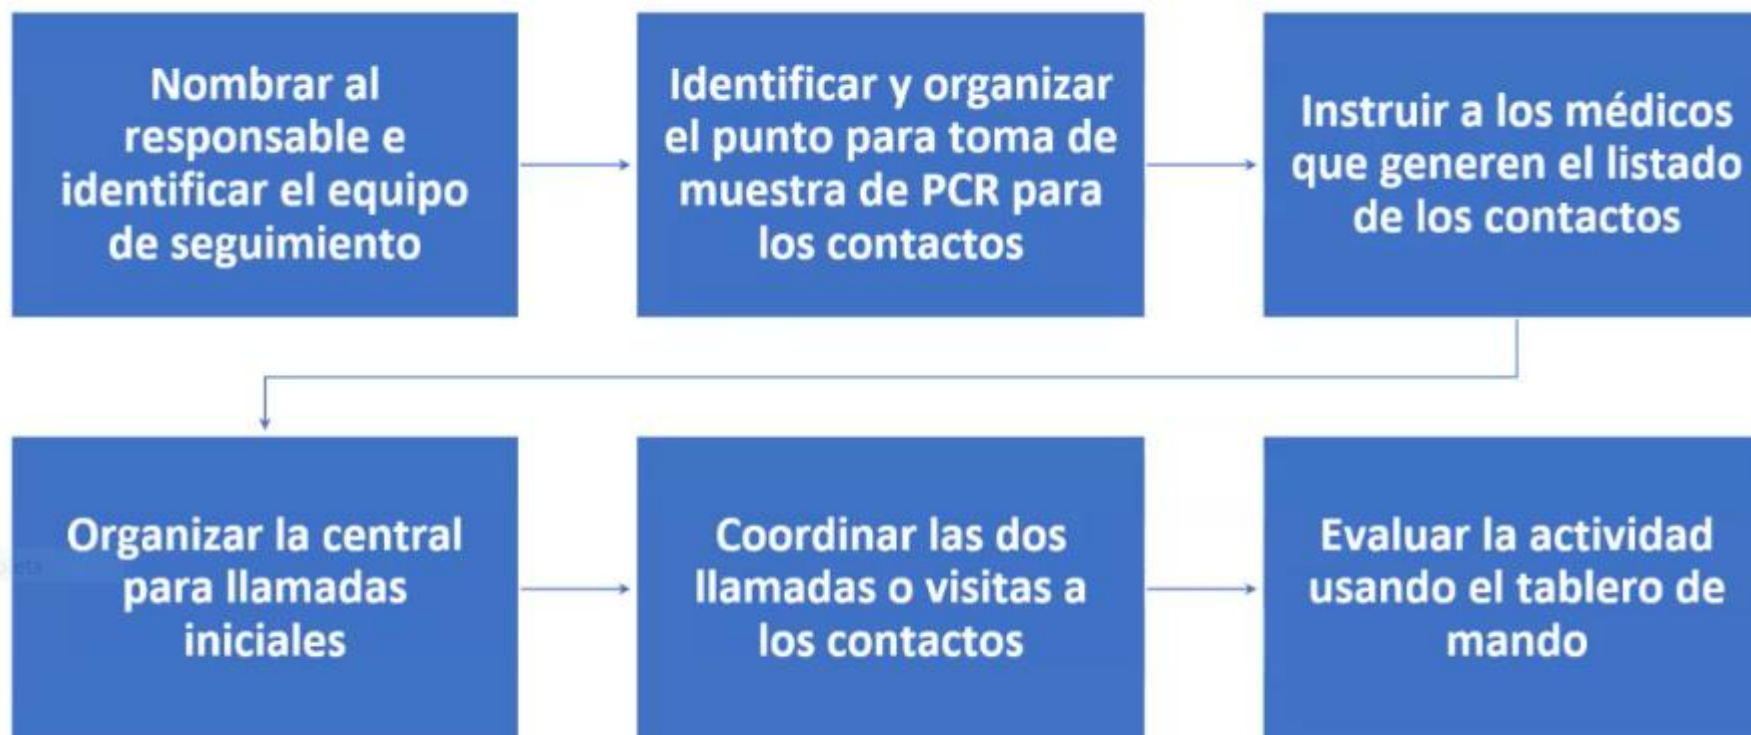 Nombrar al
responsable e
identificar el equipo
de seguimiento
Identificar y organizar
el punto para toma de
muestra de PCR para
los contactos
Instruir a los médicos
que generen el listado
de los contactos
Organizar la central
para llamadas
iniciales
Coordinar las dos
llamadas o visitas a
los contactos
Evaluar la actividad
usando el tablero de
mando